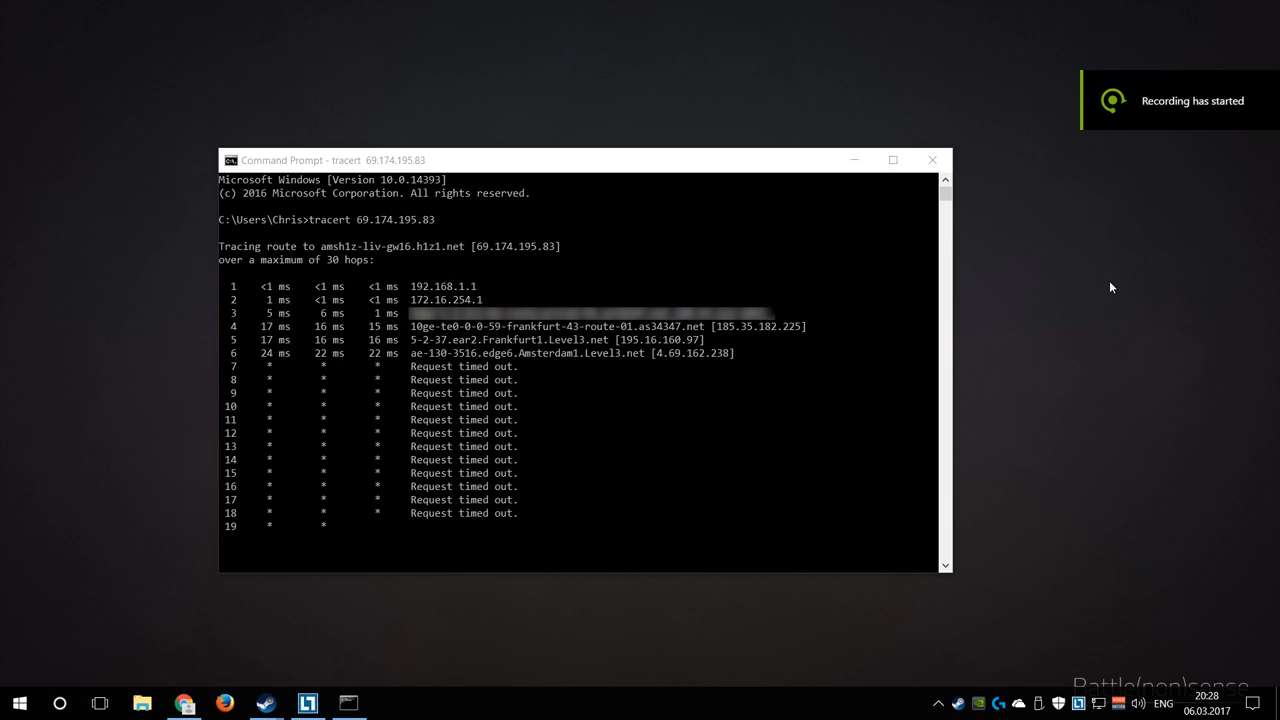 Recording has started
Command Prompt - tracert 69.174.195.83
Microsoft Windows [Version 10.0.14393]
(c) 2016 Microsoft Corporation. All rights reserved.
C:\Users\Chris>tracert 69.174.195.83
Tracing route to amsh1z-liv-gw16.h1z1.net [69.174.195.83]
over a maximum of 30 hops:
1 <1 ms <1 ms <1 ms 192.168.1.1
2 1 ms <1 ms <1 ms 172.16.254.1
3 5 ms 6 ms 1 ms
4 17 ms 16 ms 15 ms 10ge-te0-0-0-59-frankfurt-43-route-01.as34347.net [185.35.182.225]
5 17 ms 16 ms 16 ms 5-2-37.ear2.Frankfurt1.Level3.net [195.16.160.97]
6 24 ms 22 ms 22 ms ae-130-3516.edge6.Amsterdam1.Level3.net [4.69.162.238]
7 * * * Request timed out.
8 * * * Request timed out.
9 * * * Request timed out.
10 * * * Request timed out.
11 * * * Request timed out.
12 * * * Request timed out.
13 * * * Request timed out.
14 * * * Request timed out.
15 * * * Request timed out.
16 * * * Request timed out.
17 * * * Request timed out.
18 * * * Request timed out.
19 * *
Battle(non)sense
ENG
20:28
06.03.2017